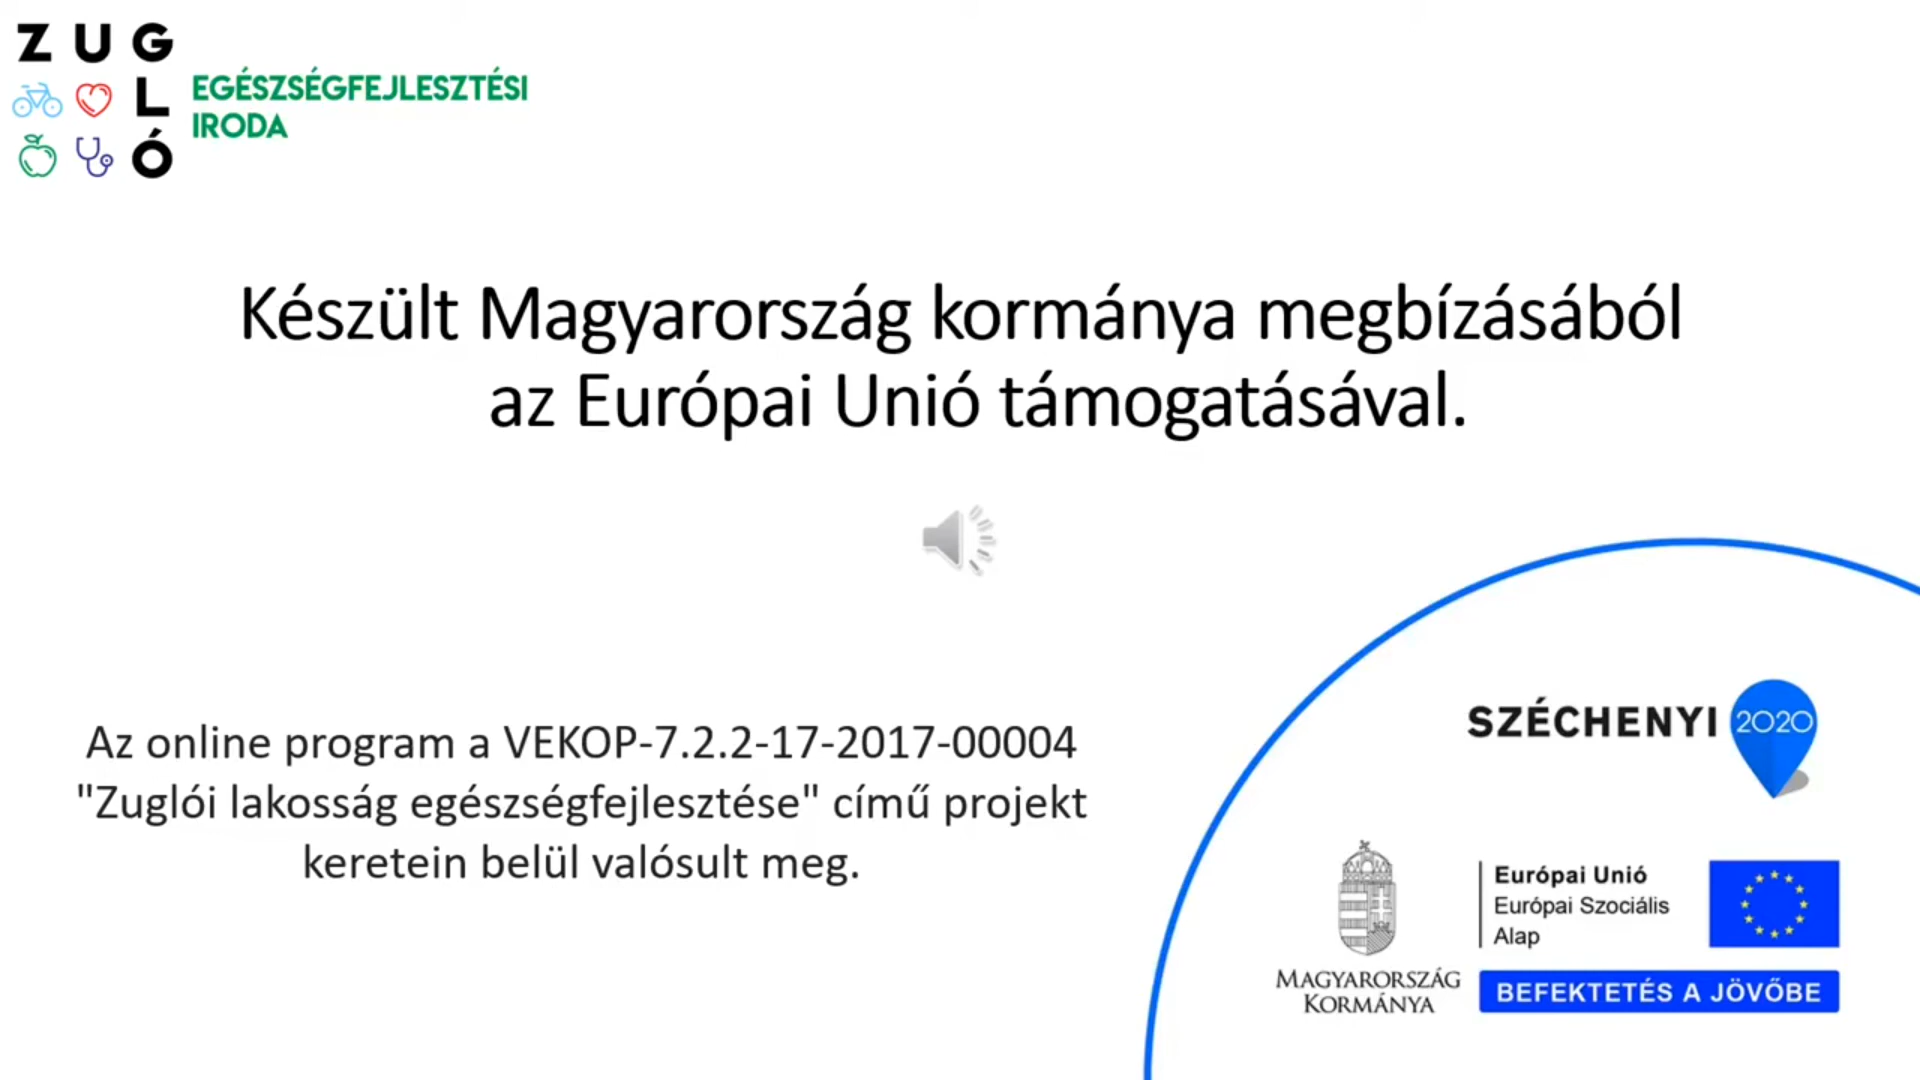 ZUG
L
Ó
EGÉSZSÉGFEJLESZTÉSI
IRODA
Készült Magyarország kormánya megbízásából
az Európai Unió támogatásával.
Az online program a VEKOP-7.2.2-17-2017-00004
"Zuglói lakosság egészségfejlesztése" című projekt
keretein belül valósult meg.
SZÉCHENYI 2020
Európai Unió
Európai Szociális
Alap
MAGYARORSZÁG
KORMÁNYA
BEFEKTETÉS A JÖVŐBE